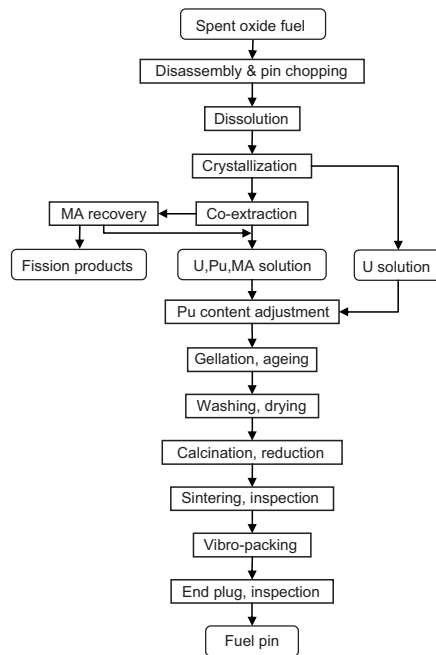 Spent oxide fuel
Disassembly & pin chopping
Dissolution
Crystallization
MA recovery
Co-extraction
Fission products
U,Pu,MA solution
U solution
Pu content adjustment
Gellation, ageing
Washing, drying
Calcination, reduction
Sintering, inspection
Vibro-packing
End plug, inspection
Fuel pin